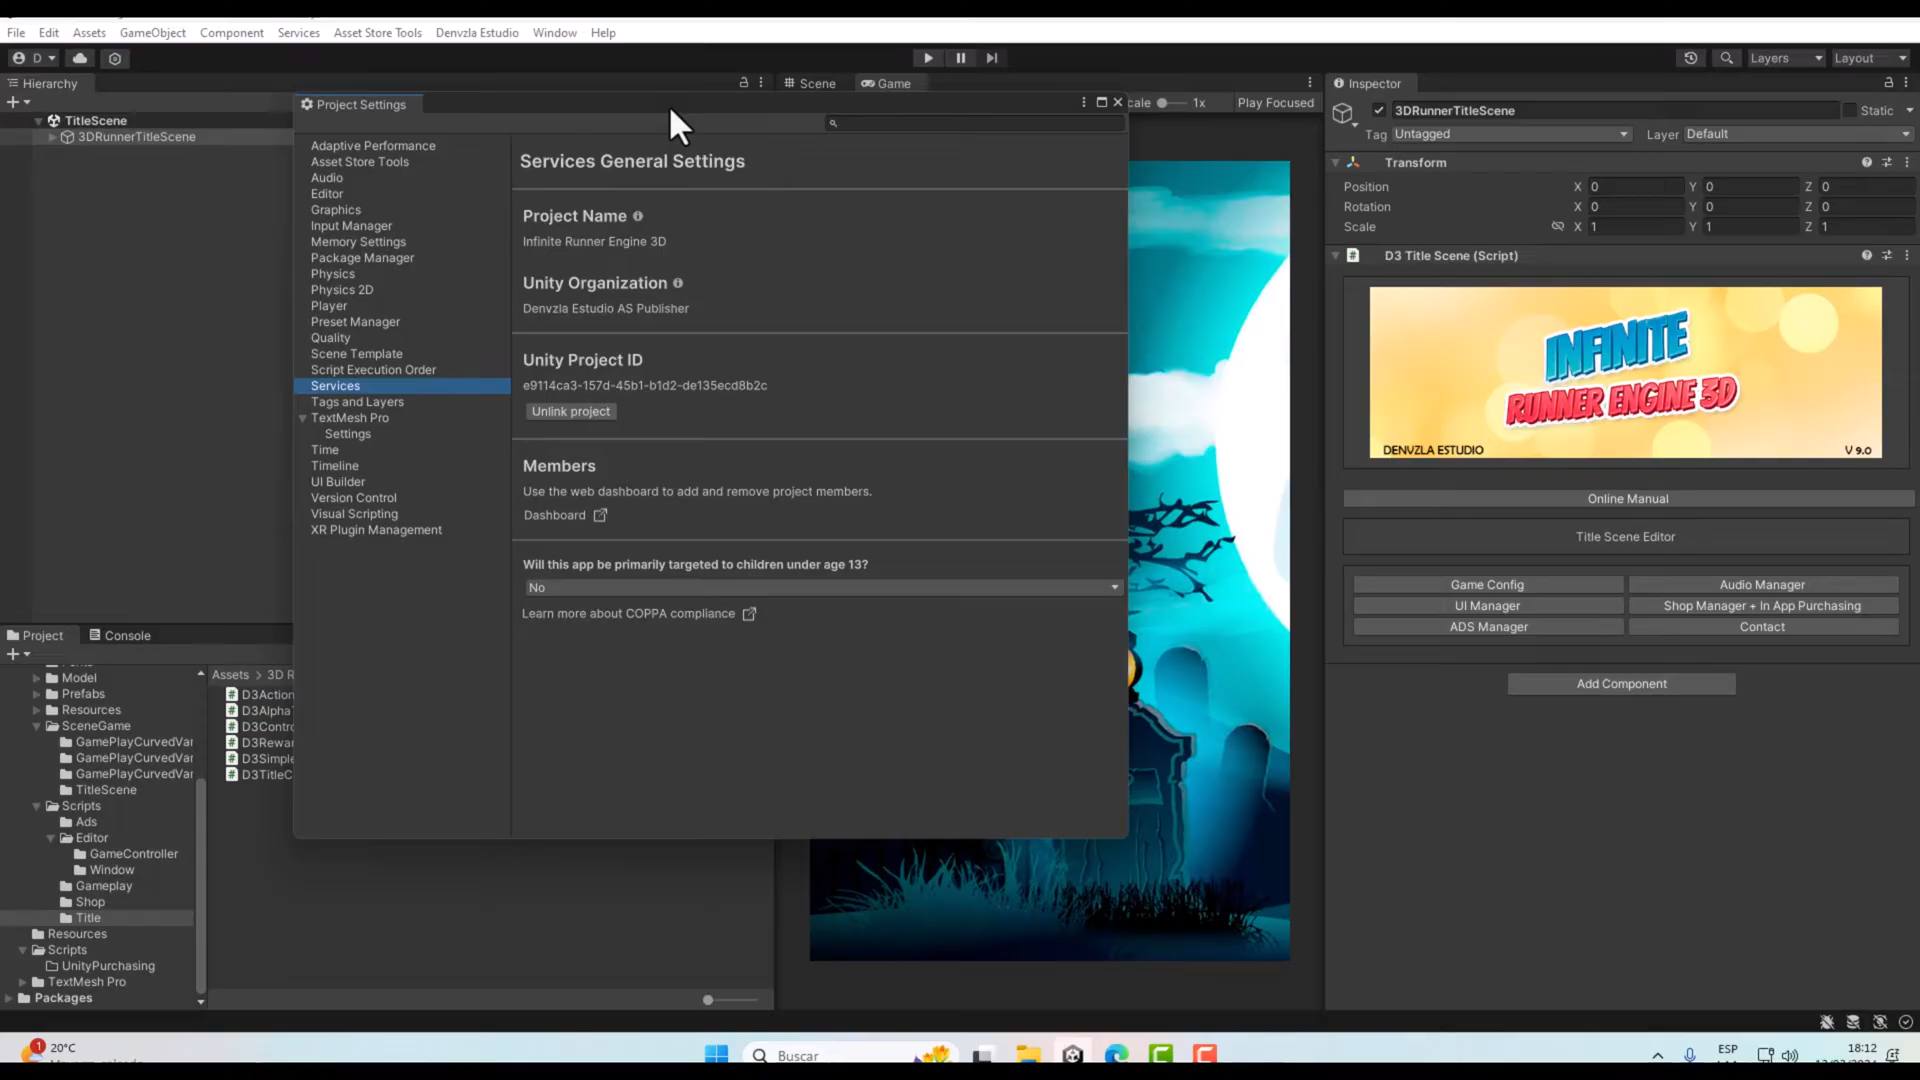 File Edit Assets GameObject Component Services Asset Store Tools Denvzla Estudio Window Help
D Layers Layout
Hierarchy
TitleScene
3DRunnerTitleScene
Project Settings
Adaptive Performance
Asset Store Tools
Audio
Editor
Graphics
Input Manager
Memory Settings
Package Manager
Physics
Physics 2D
Player
Preset Manager
Quality
Scene Template
Script Execution Order
Services
Tags and Layers
TextMesh Pro
Settings
Time
Timeline
UI Builder
Version Control
Visual Scripting
XR Plugin Management
Services General Settings
Project Name
Infinite Runner Engine 3D
Unity Organization
Denvzla Estudio AS Publisher
Unity Project ID
e9114ca3-157d-45b1-b1d2-de135ecd8b2c
Unlink project
Members
Use the web dashboard to add and remove project members.
Dashboard
Will this app be primarily targeted to children under age 13?
No
Learn more about COPPA compliance
Scene Game
cale 1x Play Focused
Inspector
3DRunnerTitleScene Static
Tag Untagged Layer Default
Transform
Position X 0 Y 0 Z 0
Rotation X 0 Y 0 Z 0
Scale X 1 Y 1 Z 1
# D3 Title Scene (Script)
INFINITE
RUNNER ENGINE 3D
DENVZLA ESTUDIO V 9.0
Online Manual
Title Scene Editor
Game Config Audio Manager
UI Manager Shop Manager + In App Purchasing
ADS Manager Contact
Add Component
Project Console
Model
Prefabs
Resources
SceneGame
GamePlayCurvedVar
GamePlayCurvedVar
GamePlayCurvedVar
TitleScene
Scripts
Ads
Editor
GameController
Window
Gameplay
Shop
Title
Resources
Scripts
UnityPurchasing
TextMesh Pro
Packages
Assets > 3D R
# D3Action
# D3Alpha
# D3Contro
# D3Rewar
# D3Simple
# D3TitleC
1 20°C
Buscar
ESP
18:12